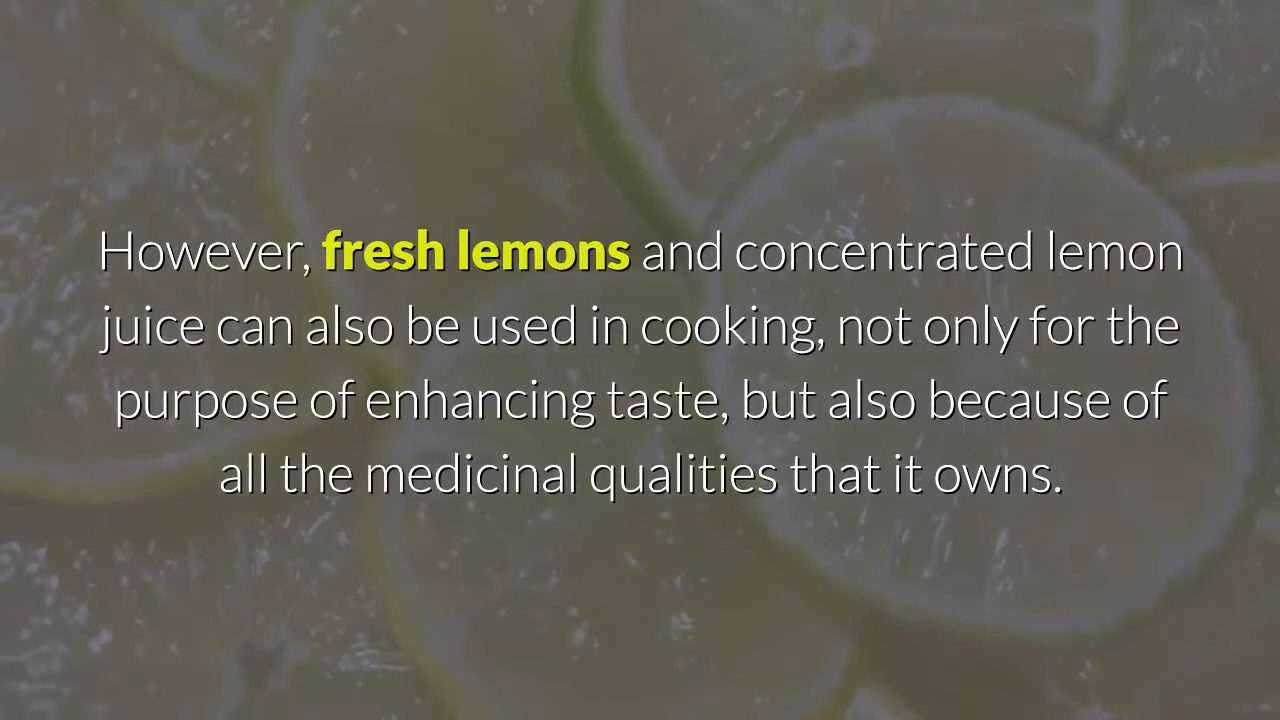 However, fresh lemons and concentrated lemon
juice can also be used in cooking, not only for the
purpose of enhancing taste, but also because of
all the medicinal qualities that it owns.